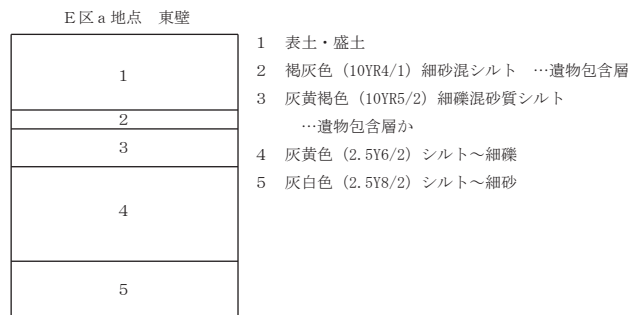 E区a地点　東壁
1
2
3
4
5
1　表土・盛土
2　褐灰色（10YR4/1）細砂混シルト　…遺物包含層
3　灰黄褐色（10YR5/2）細礫混砂質シルト
…遺物包含層か
4　灰黄色（2.5Y6/2）シルト～細礫
5　灰白色（2.5Y8/2）シルト～細砂